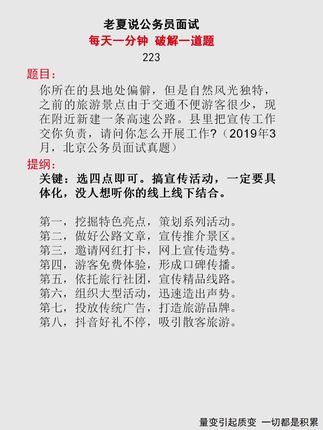 老夏说公务员面试
每天一分钟 破解一道题
223
题目：
你所在的县地处偏僻，但是自然风光独特，
之前的旅游景点由于交通不便游客很少，现
在附近新建一条高速公路。县里把宣传工作
交你负责，请问你怎么开展工作?（2019年3
月，北京公务员面试真题）
提纲：
关键：选四点即可。搞宣传活动，一定要具
体化，没人想听你的线上线下结合。
第一，挖掘特色亮点，策划系列活动。
第二，做好公路文章，宣传推介景区。
第三，邀请网红打卡，网上宣传造势。
第四，游客免费体验，形成口碑传播。
第五，依托旅行社团，宣传精品线路。
第六，组织大型活动，迅速造出声势。
第七，投放传统广告，打造旅游品牌。
第八，抖音好礼不停，吸引散客旅游。
量变引起质变 一切都是积累